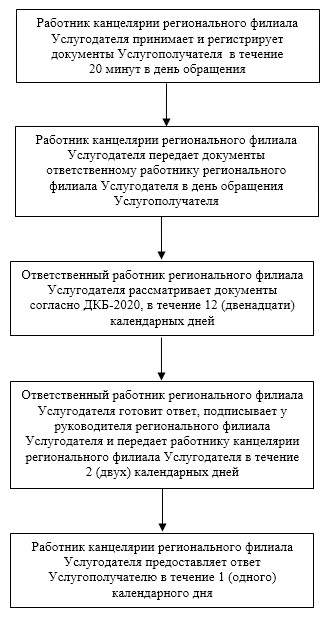 Работник канцелярии регионального филиала
Услугодателя принимает и регистрирует
документы Услугополучателя в течение
20 минут в день обращения
Работник канцелярии регионального филиала
Услугодателя передает документы
ответственному работнику регионального
филиала Услугодателя в день обращения
Услугополучателя
Ответственный работник регионального филиала
Услугодателя рассматривает документы
согласно ДКБ-2020, в течение 12 (двенадцати)
календарных дней
Ответственный работник регионального филиала
Услугодателя готовит ответ, подписывает у
руководителя регионального филиала
Услугодателя и передает работнику канцелярии
регионального филиала Услугодателя в течение
2 (двух) календарных дней
Работник канцелярии регионального филиала
Услугодателя предоставляет ответ
Услугополучателю в течение 1 (одного)
календарного дня